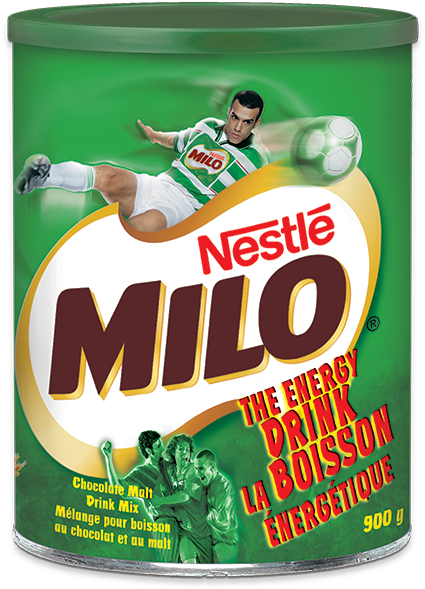 MILO
Nestlé
MILO®
THE ENERGY
DRINK
LA BOISSON
ÉNERGÉTIQUE
Chocolate Malt
Drink Mix
Mélange pour boisson
au chocolat et au malt
900 g